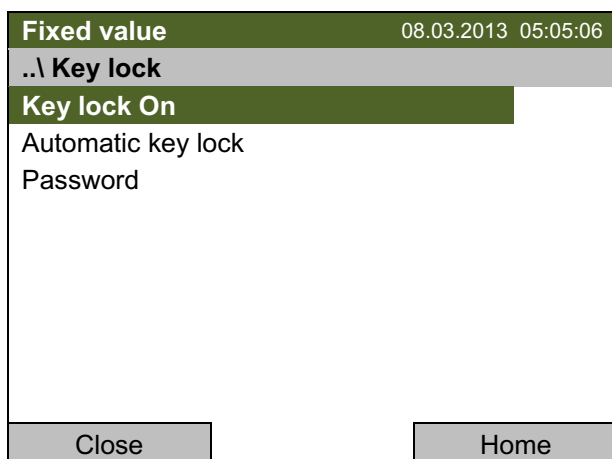 Fixed value 08.03.2013 05:05:06
..\ Key lock
Key lock On
Automatic key lock
Password
Close Home